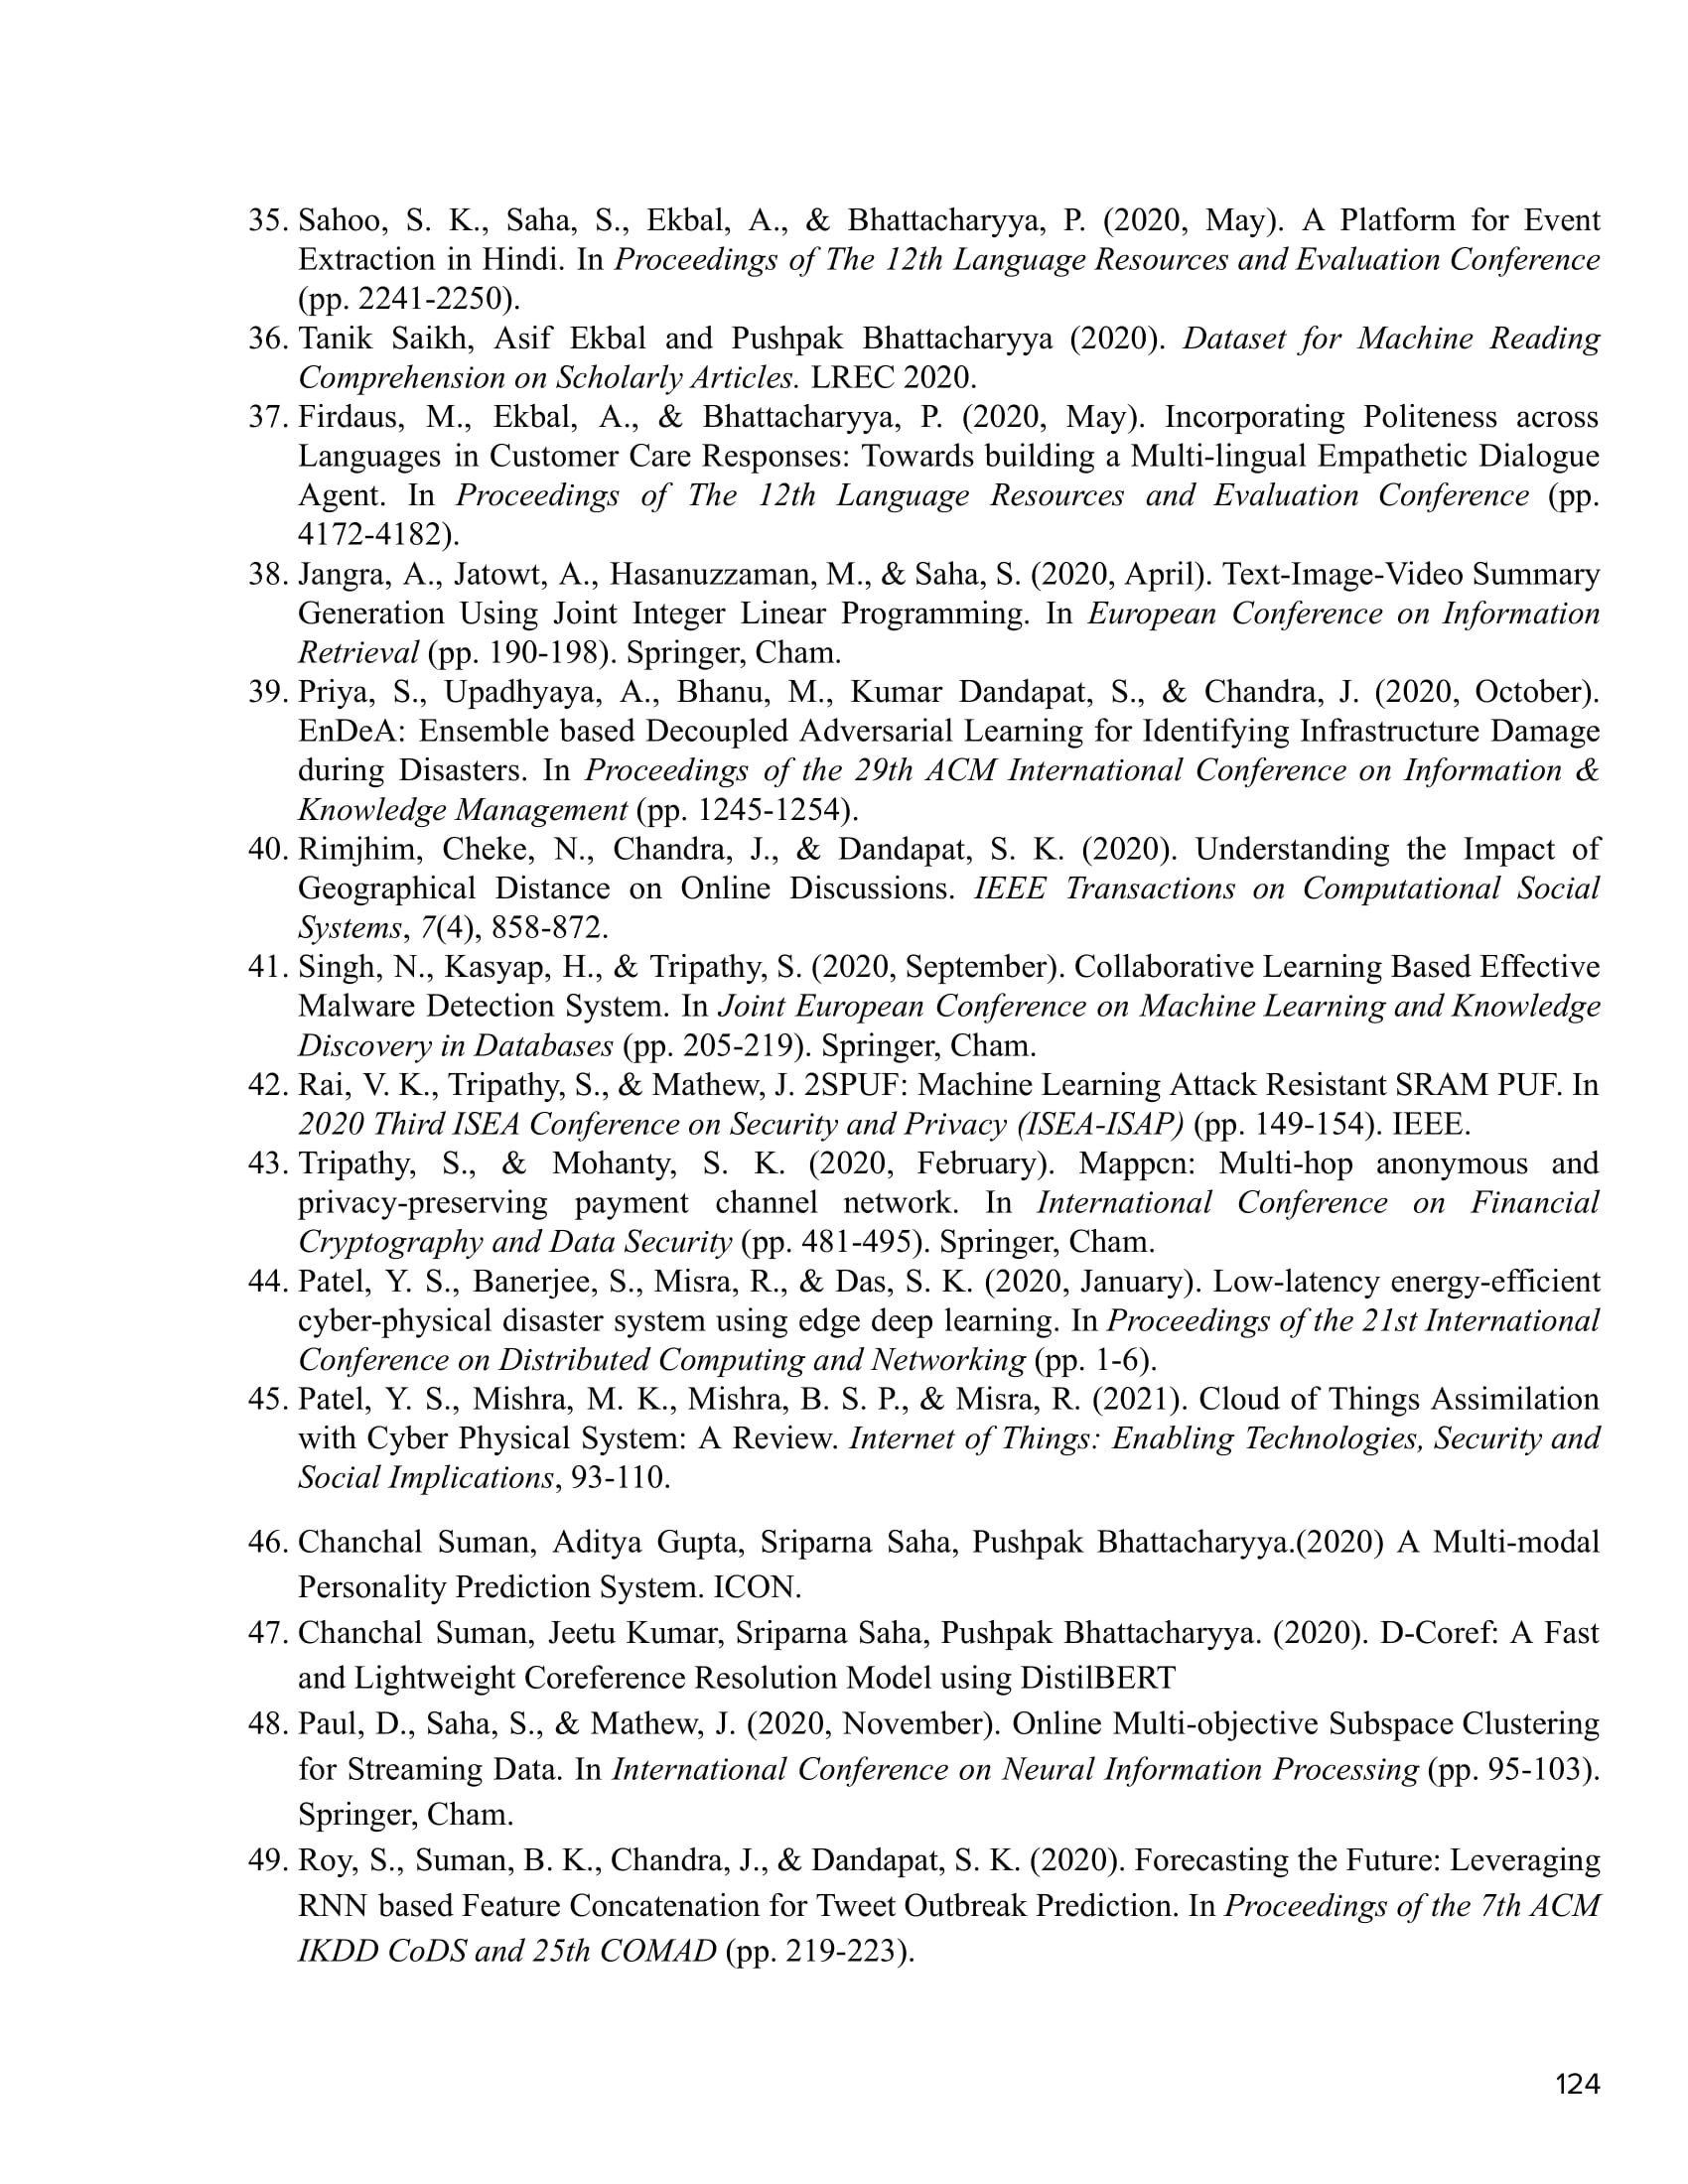 35. Sahoo, S. K., Saha, S., Ekbal, A., & Bhattacharyya, P. (2020, May). A Platform for Event
Extraction in Hindi. In Proceedings of The 12th Language Resources and Evaluation Conference
(pp. 2241-2250).
36. Tanik Saikh, Asif Ekbal and Pushpak Bhattacharyya (2020). Dataset for Machine Reading
Comprehension on Scholarly Articles. LREC 2020.
37. Firdaus, M., Ekbal, A., & Bhattacharyya, P. (2020, May). Incorporating Politeness across
Languages in Customer Care Responses: Towards building a Multi-lingual Empathetic Dialogue
Agent. In Proceedings of The 12th Language Resources and Evaluation Conference (pp.
4172-4182).
38. Jangra, A., Jatowt, A., Hasanuzzaman, M., & Saha, S. (2020, April). Text-Image-Video Summary
Generation Using Joint Integer Linear Programming. In European Conference on Information
Retrieval (pp. 190-198). Springer, Cham.
39. Priya, S., Upadhyaya, A., Bhanu, M., Kumar Dandapat, S., & Chandra, J. (2020, October).
EnDeA: Ensemble based Decoupled Adversarial Learning for Identifying Infrastructure Damage
during Disasters. In Proceedings of the 29th ACM International Conference on Information &
Knowledge Management (pp. 1245-1254).
40. Rimjhim, Cheke, N., Chandra, J., & Dandapat, S. K. (2020). Understanding the Impact of
Geographical Distance on Online Discussions. IEEE Transactions on Computational Social
Systems, 7(4), 858-872.
41. Singh, N., Kasyap, H., & Tripathy, S. (2020, September). Collaborative Learning Based Effective
Malware Detection System. In Joint European Conference on Machine Learning and Knowledge
Discovery in Databases (pp. 205-219). Springer, Cham.
42. Rai, V. K., Tripathy, S., & Mathew, J. 2SPUF: Machine Learning Attack Resistant SRAM PUF. In
2020 Third ISEA Conference on Security and Privacy (ISEA-ISAP) (pp. 149-154). IEEE.
43. Tripathy, S., & Mohanty, S. K. (2020, February). Mappcn: Multi-hop anonymous and
privacy-preserving payment channel network. In International Conference on Financial
Cryptography and Data Security (pp. 481-495). Springer, Cham.
44. Patel, Y. S., Banerjee, S., Misra, R., & Das, S. K. (2020, January). Low-latency energy-efficient
cyber-physical disaster system using edge deep learning. In Proceedings of the 21st International
Conference on Distributed Computing and Networking (pp. 1-6).
45. Patel, Y. S., Mishra, M. K., Mishra, B. S. P., & Misra, R. (2021). Cloud of Things Assimilation
with Cyber Physical System: A Review. Internet of Things: Enabling Technologies, Security and
Social Implications, 93-110.
46. Chanchal Suman, Aditya Gupta, Sriparna Saha, Pushpak Bhattacharyya.(2020) A Multi-modal
Personality Prediction System. ICON.
47. Chanchal Suman, Jeetu Kumar, Sriparna Saha, Pushpak Bhattacharyya. (2020). D-Coref: A Fast
and Lightweight Coreference Resolution Model using DistilBERT
48. Paul, D., Saha, S., & Mathew, J. (2020, November). Online Multi-objective Subspace Clustering
for Streaming Data. In International Conference on Neural Information Processing (pp. 95-103).
Springer, Cham.
49. Roy, S., Suman, B. K., Chandra, J., & Dandapat, S. K. (2020). Forecasting the Future: Leveraging
RNN based Feature Concatenation for Tweet Outbreak Prediction. In Proceedings of the 7th ACM
IKDD CoDS and 25th COMAD (pp. 219-223).
124